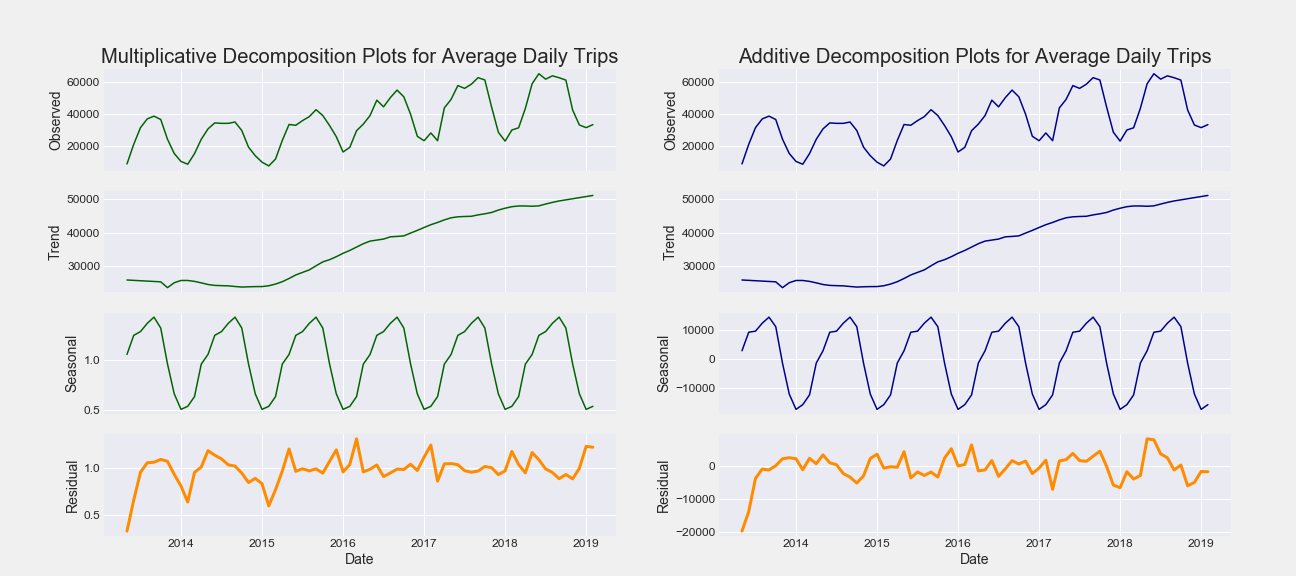 Multiplicative Decomposition Plots for Average Daily Trips
60000
40000
20000
Observed
50000
40000
30000
Trend
1.0
0.5
Seasonal
1.0
0.5
Residual
2014 2015 2016 2017 2018 2019
Date
Additive Decomposition Plots for Average Daily Trips
60000
40000
20000
Observed
50000
40000
30000
Trend
10000
0
−10000
Seasonal
0
−10000
−20000
Residual
2014 2015 2016 2017 2018 2019
Date